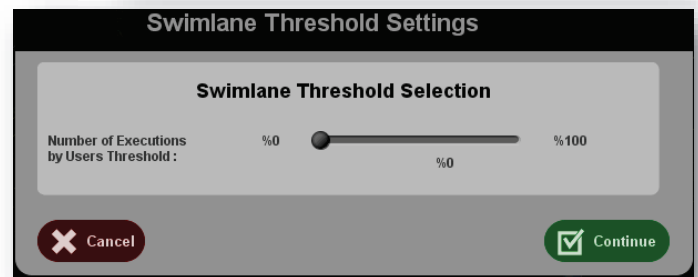 Swimlane Threshold Settings
Swimlane Threshold Selection
Number of Executions
by Users Threshold :
%0
%100
%0
Cancel
Continue